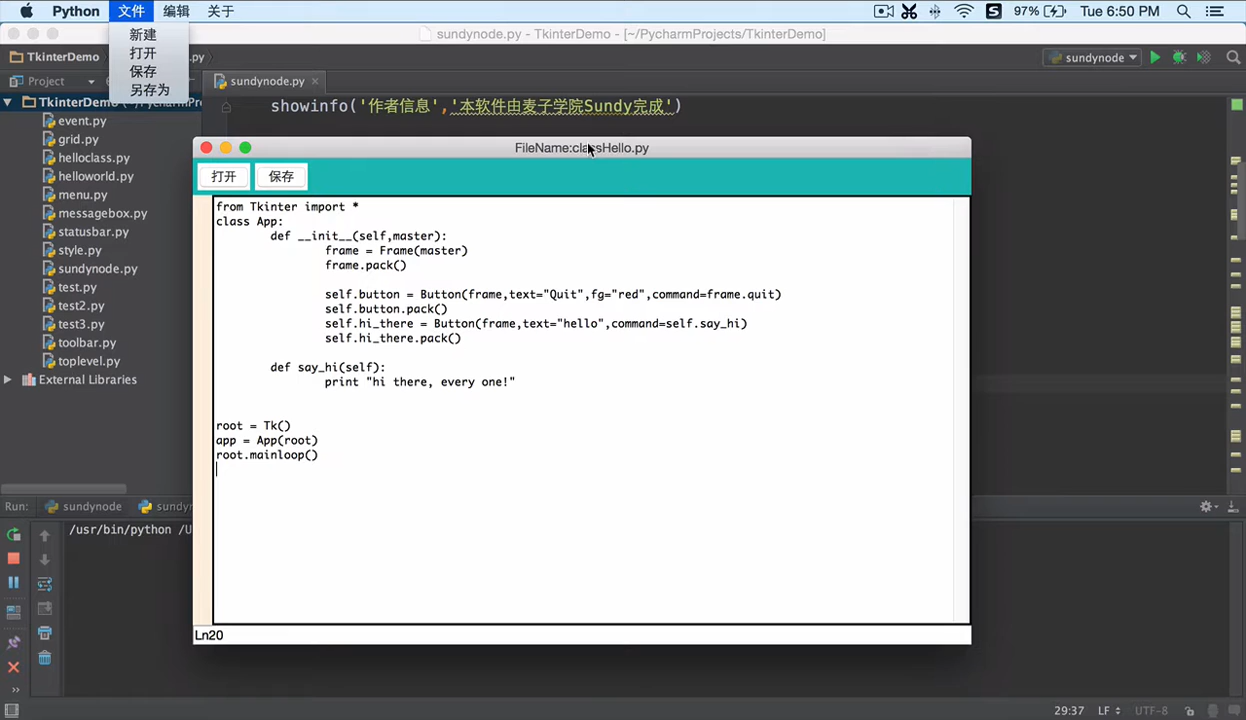 Python 文件 编辑 关于 97% Tue 6:50 PM
新建
打开
保存
另存为
sundynode.py - TkinterDemo - [~/PycharmProjects/TkinterDemo]
TkinterDemo .py sundynode
Project sundynode.py
TkinterDemo (~/PycharmPr
event.py
grid.py
helloclass.py
helloworld.py
menu.py
messagebox.py
statusbar.py
style.py
sundynode.py
test.py
test2.py
test3.py
toolbar.py
toplevel.py
External Libraries
showinfo('作者信息','本软件由麦子学院Sundy完成')
FileName:classHello.py
打开 保存
from Tkinter import *
class App:
def __init__(self,master):
frame = Frame(master)
frame.pack()
self.button = Button(frame,text="Quit",fg="red",command=frame.quit)
self.button.pack()
self.hi_there = Button(frame,text="hello",command=self.say_hi)
self.hi_there.pack()
def say_hi(self):
print "hi there, every one!"
root = Tk()
app = App(root)
root.mainloop()
Ln20
Run: sundynode sundyn
/usr/bin/python /U
29:37 LF UTF-8